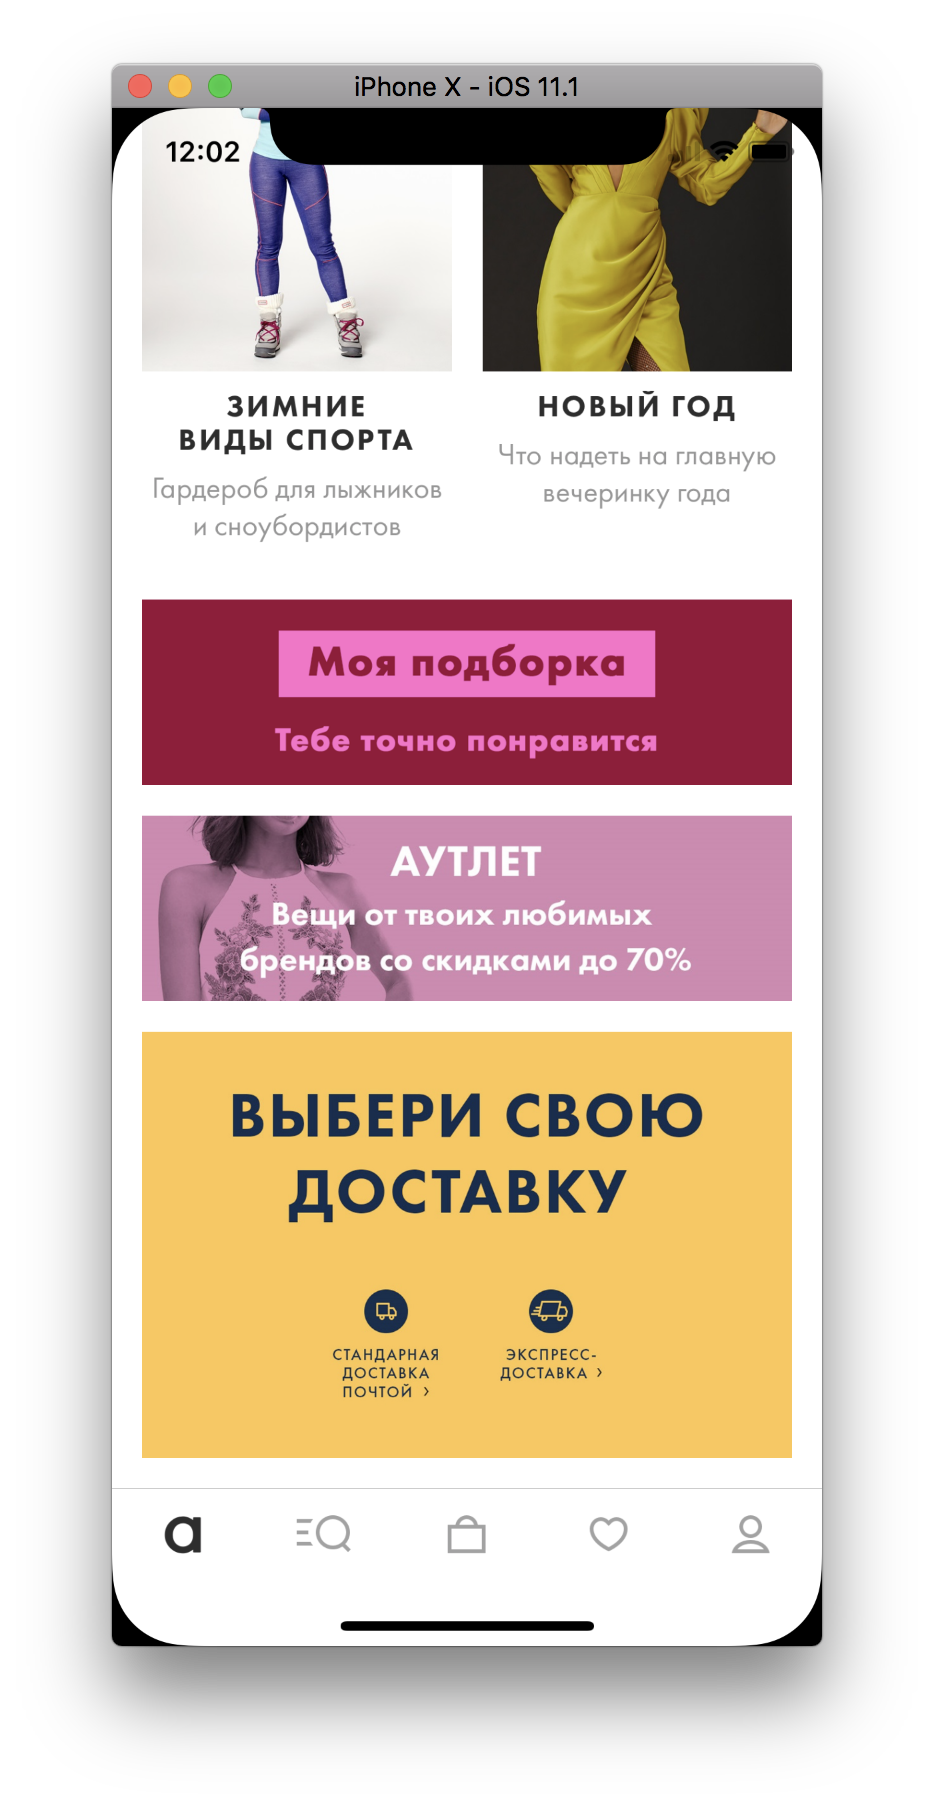 iPhone X - iOS 11.1
12:02
ЗИМНИЕ
ВИДЫ СПОРТА
Гардероб для лыжников
и сноубордистов
НОВЫЙ ГОД
Что надеть на главную
вечеринку года
Моя подборка
Тебе точно понравится
АУТЛЕТ
Вещи от твоих любимых
брендов со скидками до 70%
ВЫБЕРИ СВОЮ
ДОСТАВКУ
СТАНДАРНАЯ
ДОСТАВКА
ПОЧТОЙ ›
ЭКСПРЕСС-
ДОСТАВКА ›
a